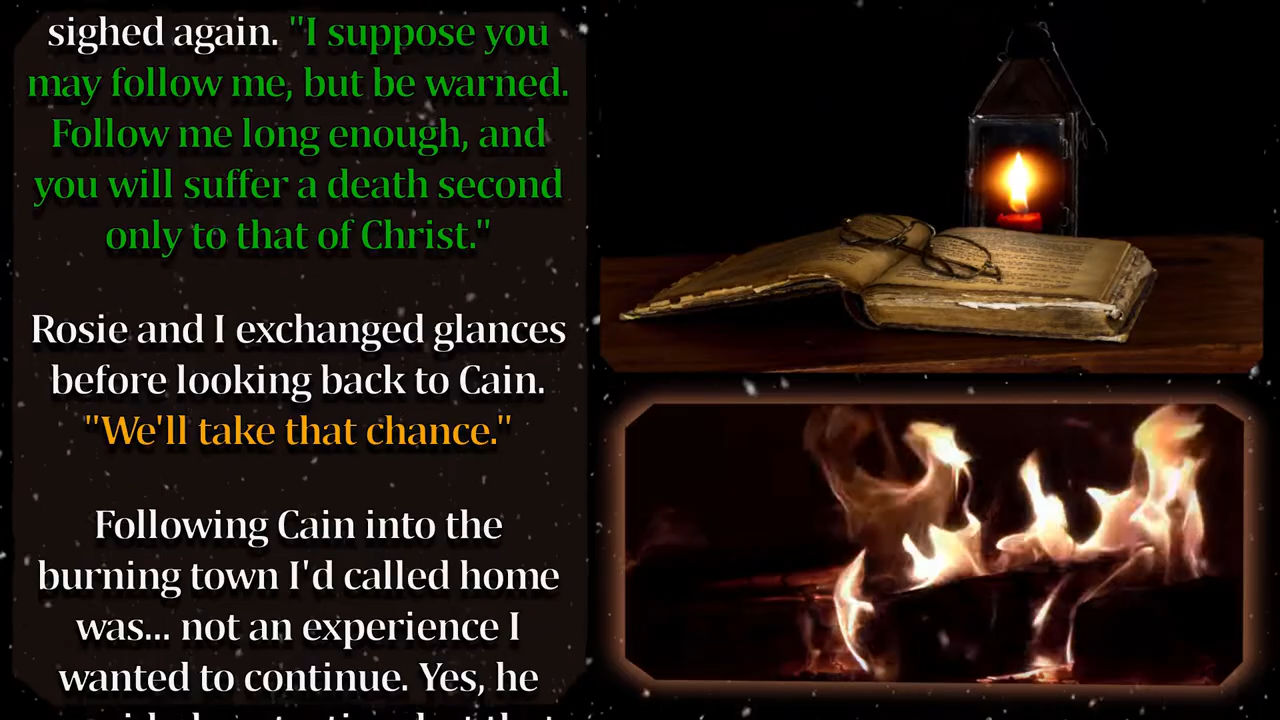 sighed again. "I suppose you
may follow me, but be warned.
Follow me long enough, and
you will suffer a death second
only to that of Christ."
Rosie and I exchanged glances
before looking back to Cain.
"We'll take that chance."
Following Cain into the
burning town I'd called home
was... not an experience I
wanted to continue. Yes, he